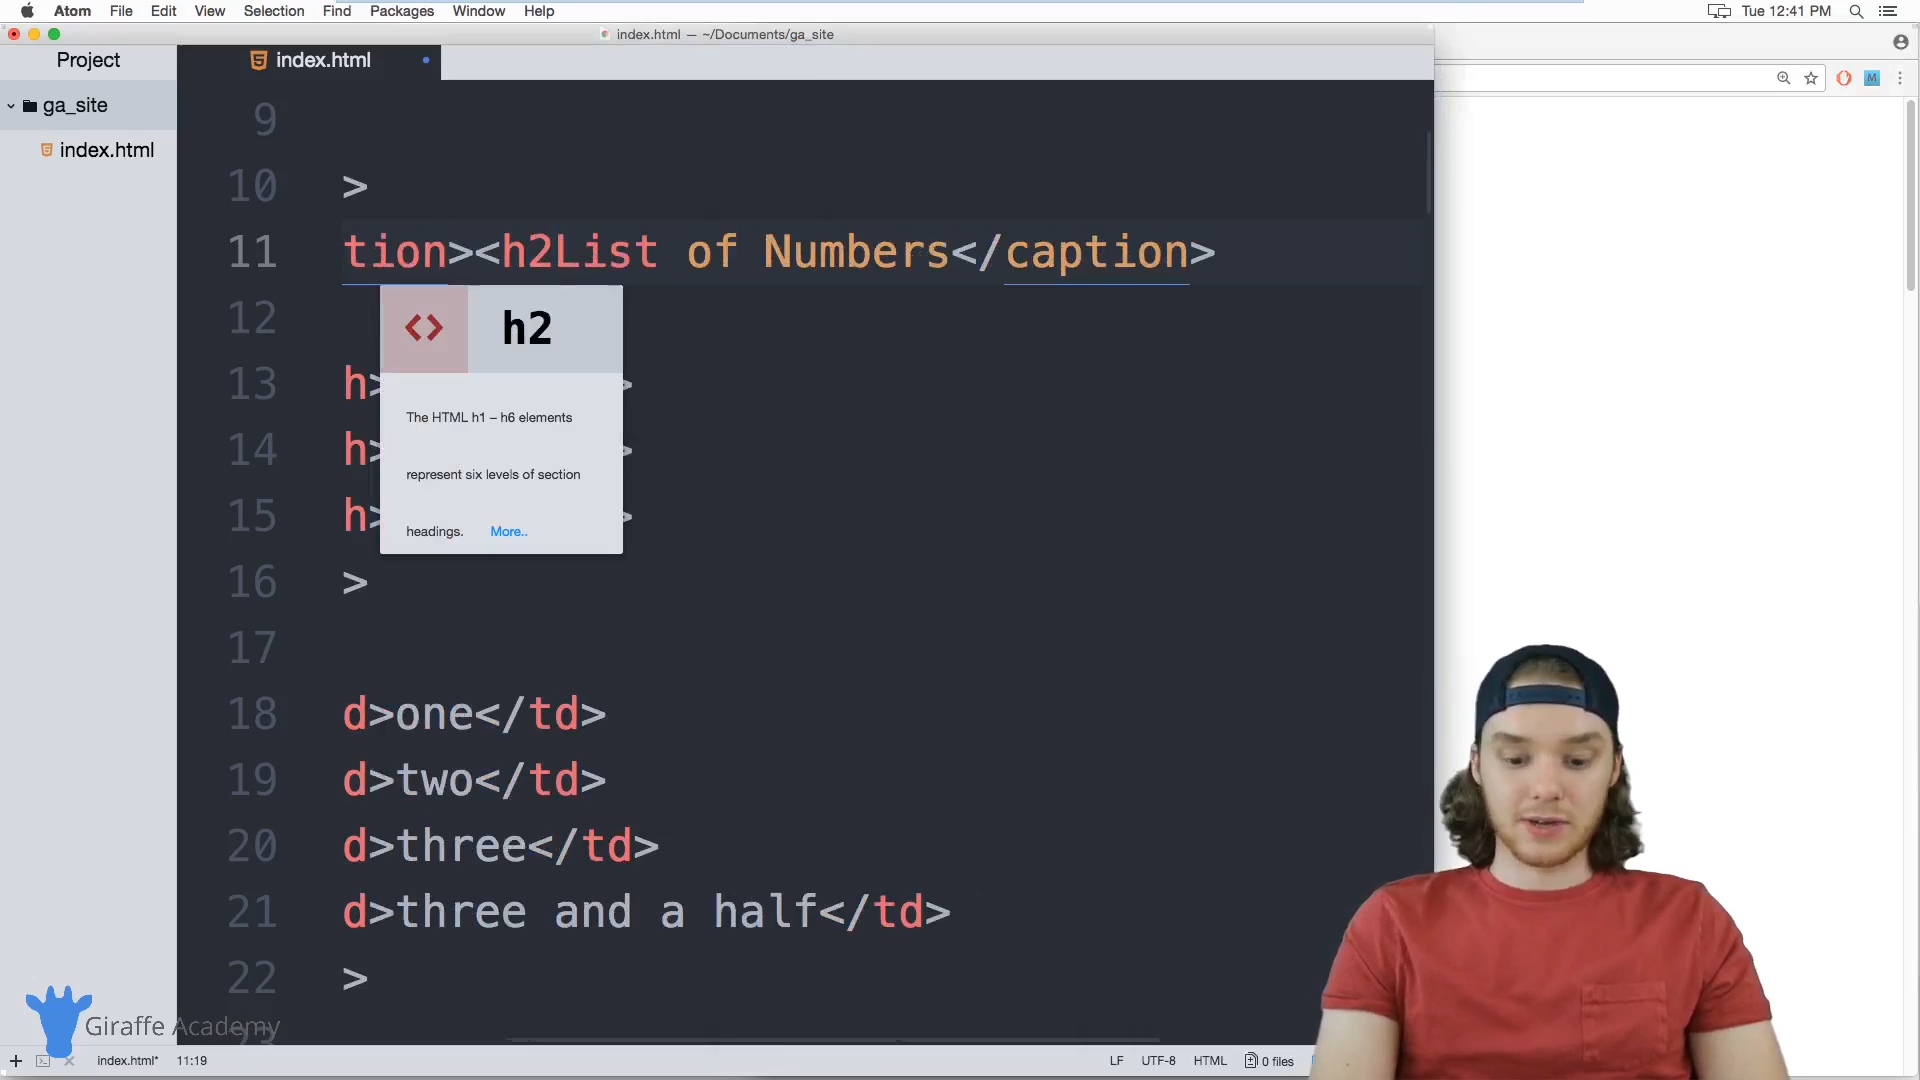 Atom File Edit View Selection Find Packages Window Help Tue 12:41 PM
index.html — ~/Documents/ga_site
Project
index.html
ga_site
index.html
M
9
10 >
11 tion><h2List of Numbers</caption>
12
<> h2
13 h> >
The HTML h1 – h6 elements
14 h> >
represent six levels of section
15 h> >
headings. More..
16 >
17
18 d>one</td>
19 d>two</td>
20 d>three</td>
21 d>three and a half</td>
22 >
23
Giraffe Academy
index.html* 11:19 LF UTF-8 HTML 0 files